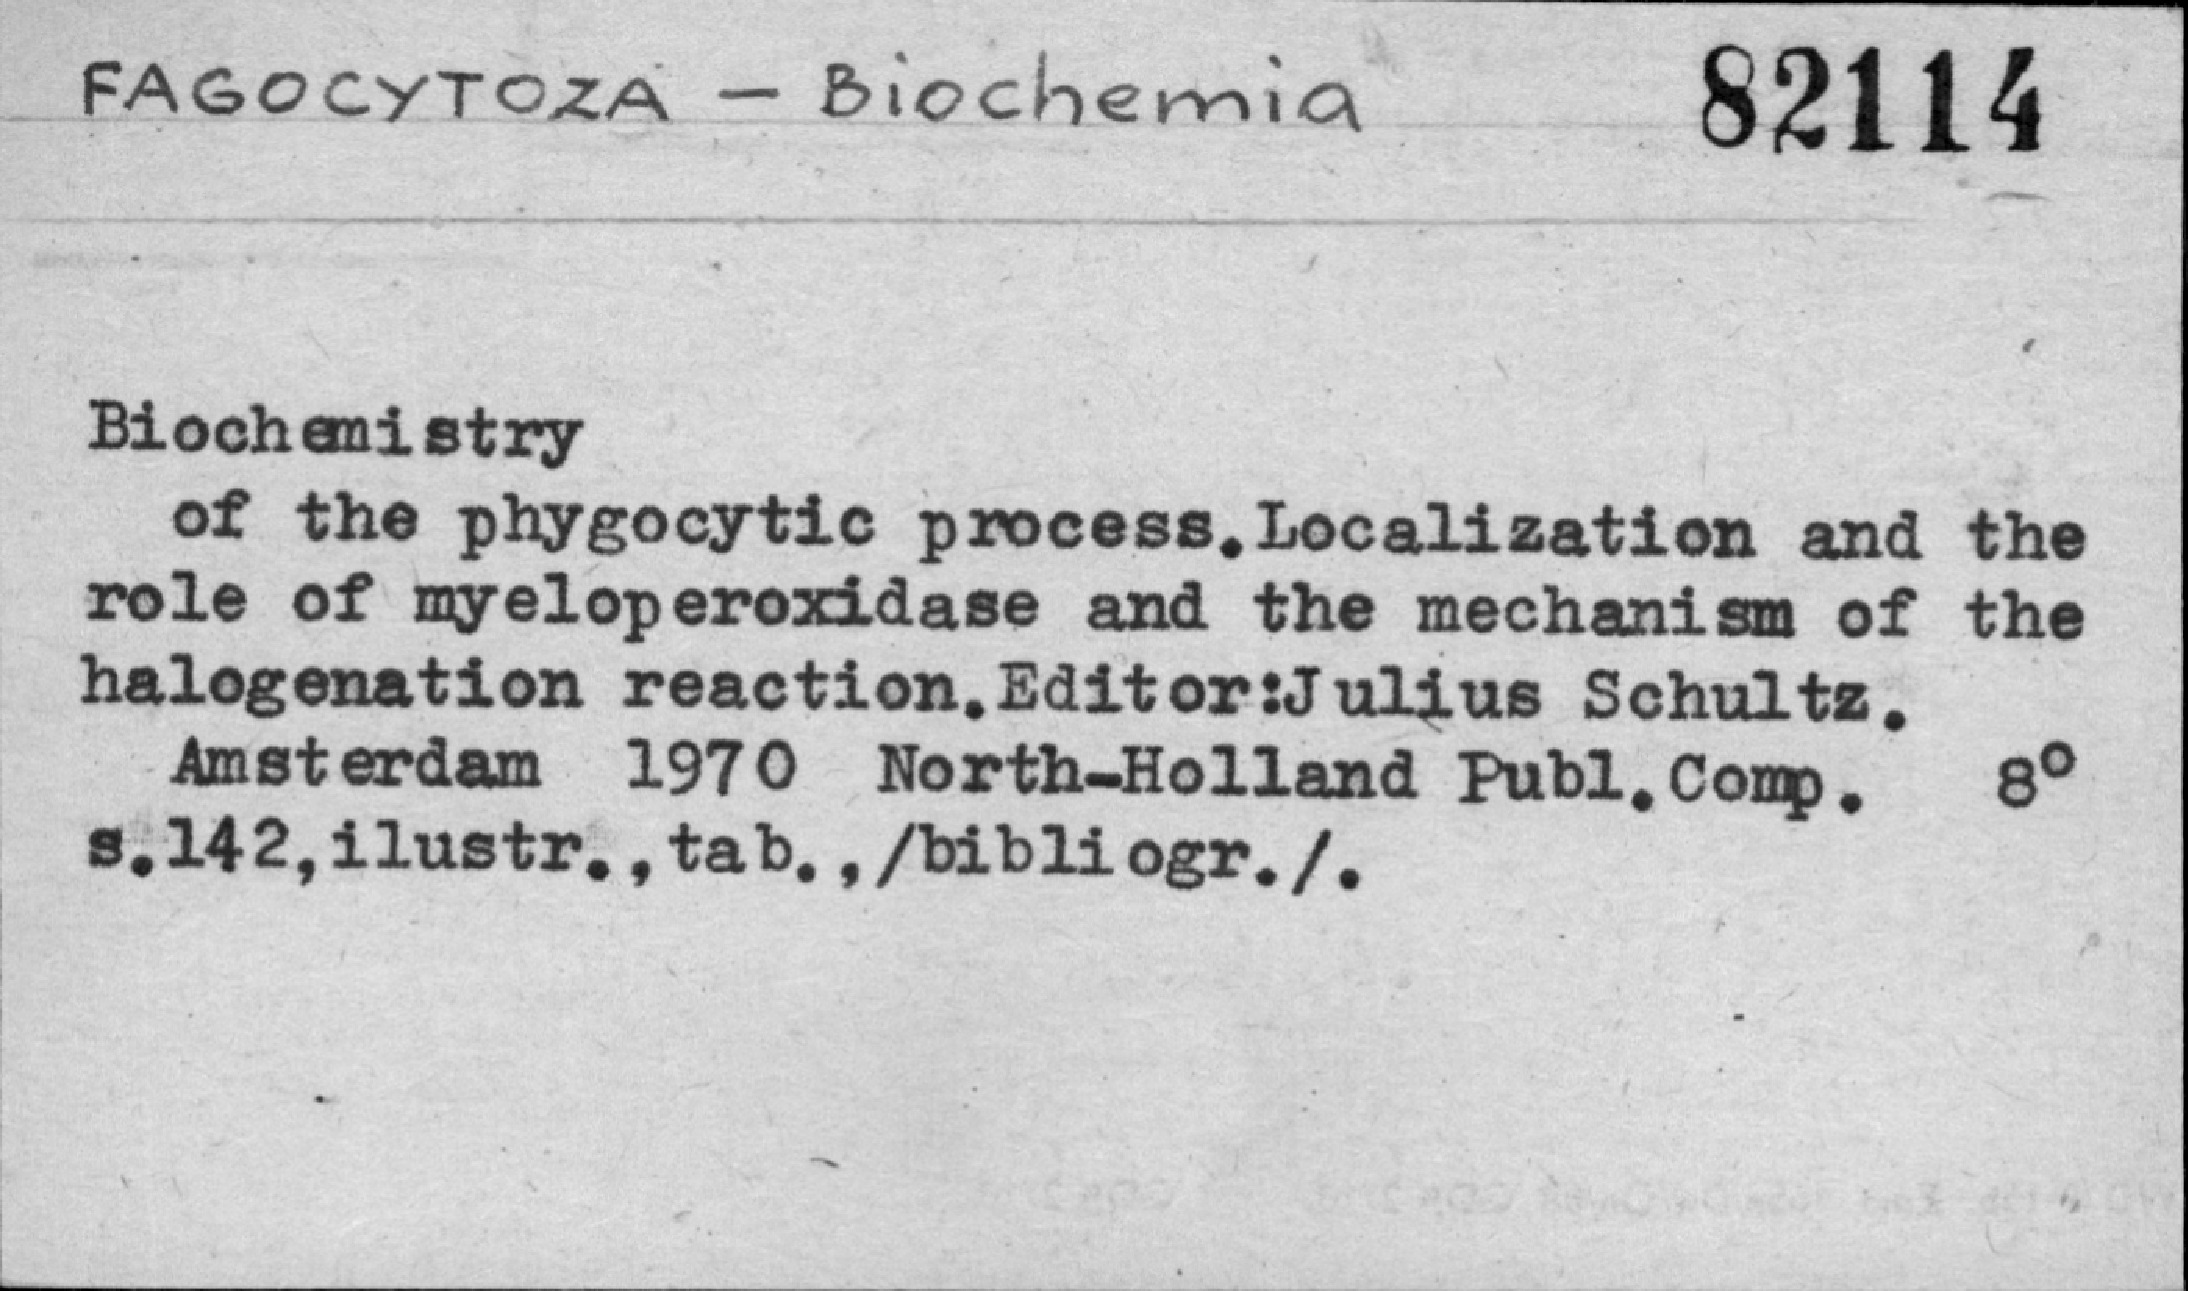 FAGOCYTOZA — Biochemia 82114
Biochemistry
of the phygocytic process.Localization and the
role of myeloperoxidase and the mechanism of the
halogenation reaction.Editor:Julius Schultz.
Amsterdam 1970 North-Holland Publ.Comp. 8°
s.142,ilustr.,tab.,/bibliogr./.